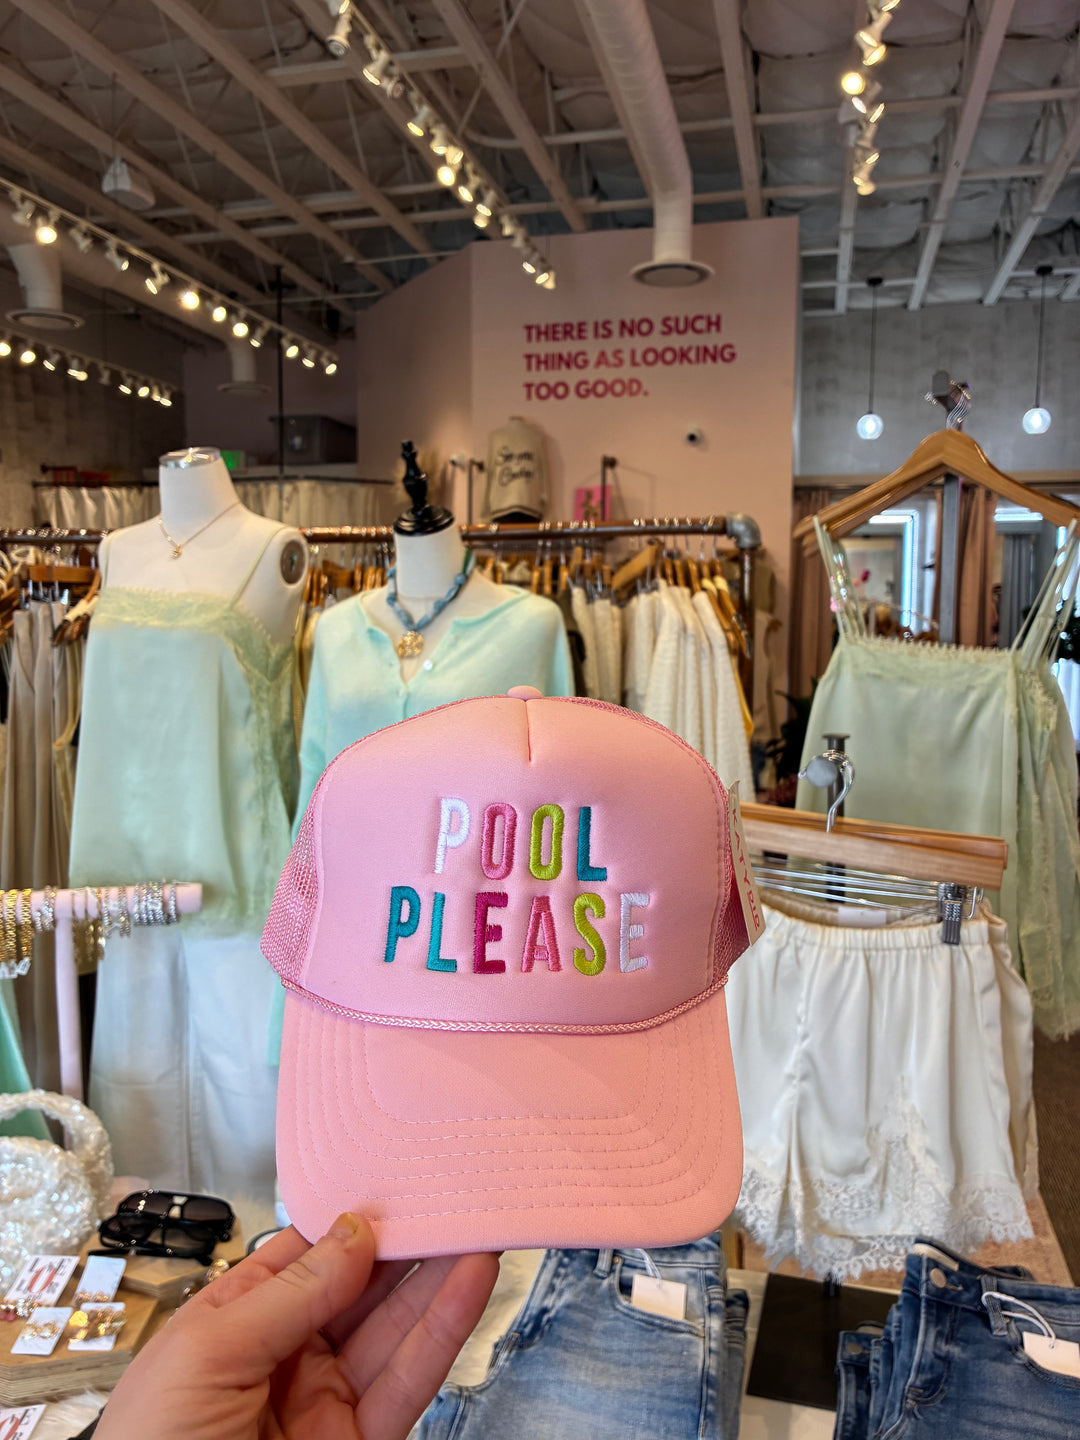 THERE IS NO SUCH
THING AS LOOKING
TOO GOOD.
POOL
PLEASE